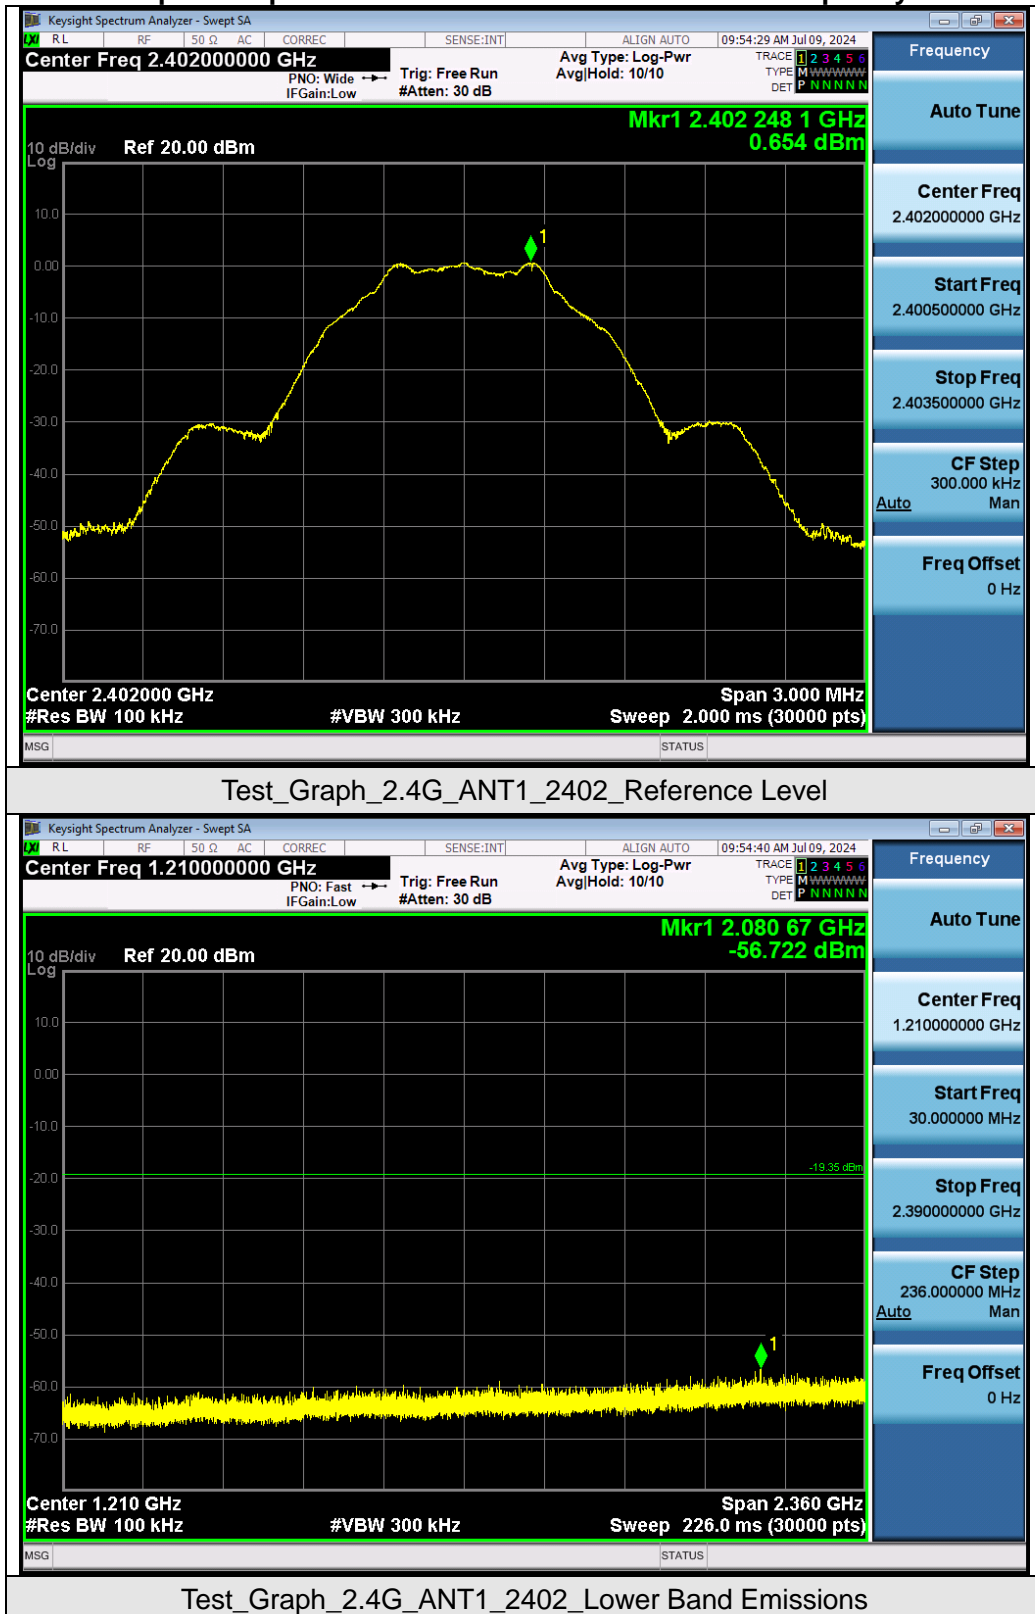 Keysight Spectrum Analyzer - Swept SA
LXI RL RF 50 Ω AC CORREC SENSE:INT ALIGN AUTO 09:54:29 AM Jul 09, 2024
Center Freq 2.402000000 GHz
PNO: Wide
IFGain:Low
Trig: Free Run
#Atten: 30 dB
Avg Type: Log-Pwr
Avg|Hold: 10/10
TRACE 1 2 3 4 5 6
TYPE M WWWWW
DET P N N N N N
Frequency
Auto Tune
Center Freq
2.402000000 GHz
Start Freq
2.400500000 GHz
Stop Freq
2.403500000 GHz
CF Step
300.000 kHz
Auto Man
Freq Offset
0 Hz
Mkr1 2.402 248 1 GHz
0.654 dBm
10 dB/div Ref 20.00 dBm
Log
10.0
0.00
-10.0
-20.0
-30.0
-40.0
-50.0
-60.0
-70.0
1
Center 2.402000 GHz Span 3.000 MHz
#Res BW 100 kHz #VBW 300 kHz Sweep 2.000 ms (30000 pts)
MSG STATUS
Test_Graph_2.4G_ANT1_2402_Reference Level
Keysight Spectrum Analyzer - Swept SA
LXI RL RF 50 Ω AC CORREC SENSE:INT ALIGN AUTO 09:54:40 AM Jul 09, 2024
Center Freq 1.210000000 GHz
PNO: Fast
IFGain:Low
Trig: Free Run
#Atten: 30 dB
Avg Type: Log-Pwr
Avg|Hold: 10/10
TRACE 1 2 3 4 5 6
TYPE M WWWWW
DET P N N N N N
Frequency
Auto Tune
Center Freq
1.210000000 GHz
Start Freq
30.000000 MHz
Stop Freq
2.390000000 GHz
CF Step
236.000000 MHz
Auto Man
Freq Offset
0 Hz
Mkr1 2.080 67 GHz
-56.722 dBm
10 dB/div Ref 20.00 dBm
Log
10.0
0.00
-10.0
-20.0
-30.0
-40.0
-50.0
-60.0
-70.0
-19.35 dBm
1
Center 1.210 GHz Span 2.360 GHz
#Res BW 100 kHz #VBW 300 kHz Sweep 226.0 ms (30000 pts)
MSG STATUS
Test_Graph_2.4G_ANT1_2402_Lower Band Emissions